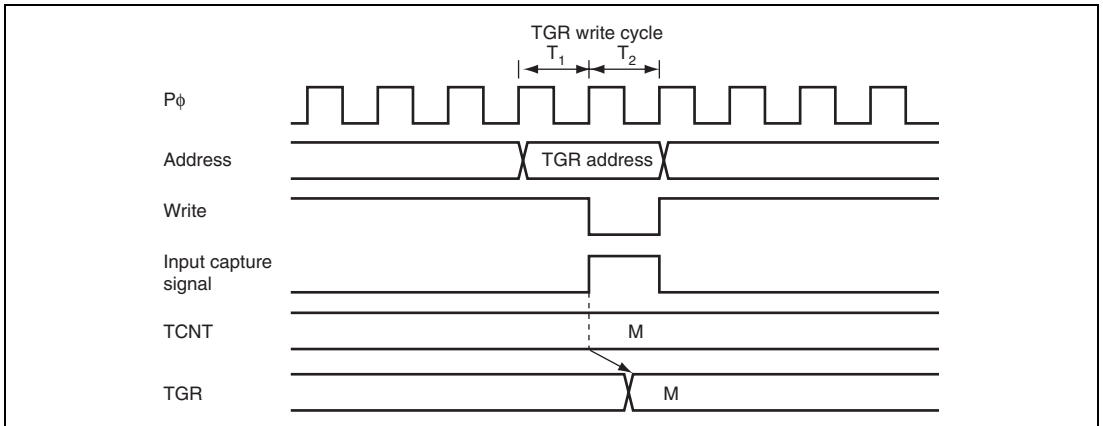 TGR write cycle
T1 T2
Pϕ
Address
TGR address
Write
Input capture
signal
TCNT
M
TGR
M